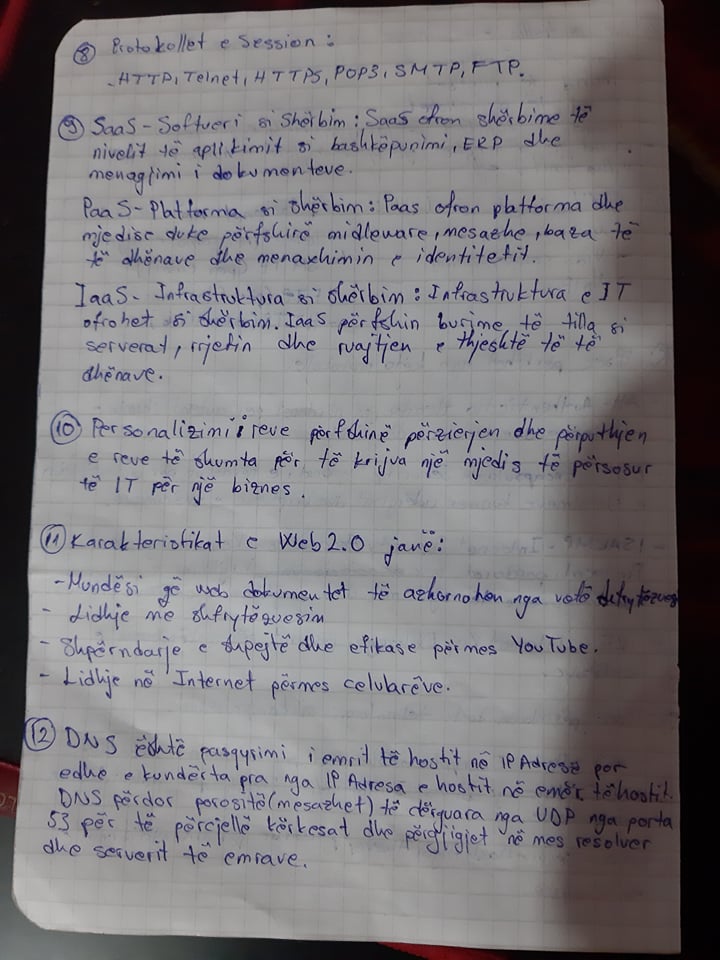 ⑧ Protokollet e Session :
- HTTP, Telnet, HTTPS, POP3, SMTP, FTP.
⑨ SaaS - Softueri si Shërbim : SaaS ofron shërbime të
nivelit të aplikimit si bashkëpunimi, ERP dhe
menagjimi i dokumenteve.
PaaS - Platforma si shërbim : Paas ofron platforma dhe
mjedise duke përfshirë midleware, mesazhe, baza të
të dhënave dhe menaxhimin e identitetit.
IaaS - Infrastruktura si shërbim : Infrastruktura e IT
ofrohet si shërbim. IaaS përfshin burime të tilla si
serverat, rrjetin dhe ruajtjen e thjeshtë të të
dhënave.
⑩ Personalizimi i reve përfshinë përzierjen dhe përputhjen
e reve të shumta për të krijua një mjedis të përsosur
të IT për një biznes.
⑪ Karakteristikat e Web 2.0 janë :
- Mundësi që web dokumentet të azhornohen nga vetë shfrytëzues
- Lidhje me shfrytëzuesin
- Shpërndarje e shpejtë dhe efikase përmes YouTube.
- Lidhje në Internet përmes celularëve.
⑫ DNS është pasqyrimi i emrit të hostit në IP Adresë por
edhe e kundërta pra nga IP Adresa e hostit në emër të hostit.
DNS përdor porositë (mesazhet) të dërguara nga UDP nga porta
53 për të përcjellë kërkesat dhe përgjigjet në mes resolver
dhe serverit të emrave.